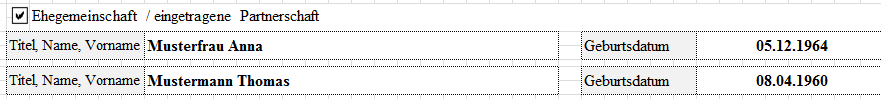 Ehegemeinschaft / eingetragene Partnerschaft
Titel, Name, Vorname Musterfrau Anna Geburtsdatum 05.12.1964
Titel, Name, Vorname Mustermann Thomas Geburtsdatum 08.04.1960